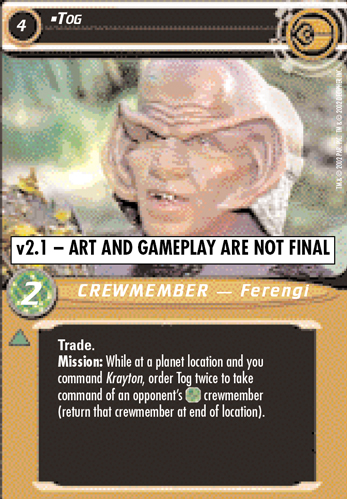 4
▪TOG
v2.1 – ART AND GAMEPLAY ARE NOT FINAL
2
CREWMEMBER — Ferengi
Trade.
Mission: While at a planet location and you
command Krayton, order Tog twice to take
command of an opponent's crewmember
(return that crewmember at end of location).